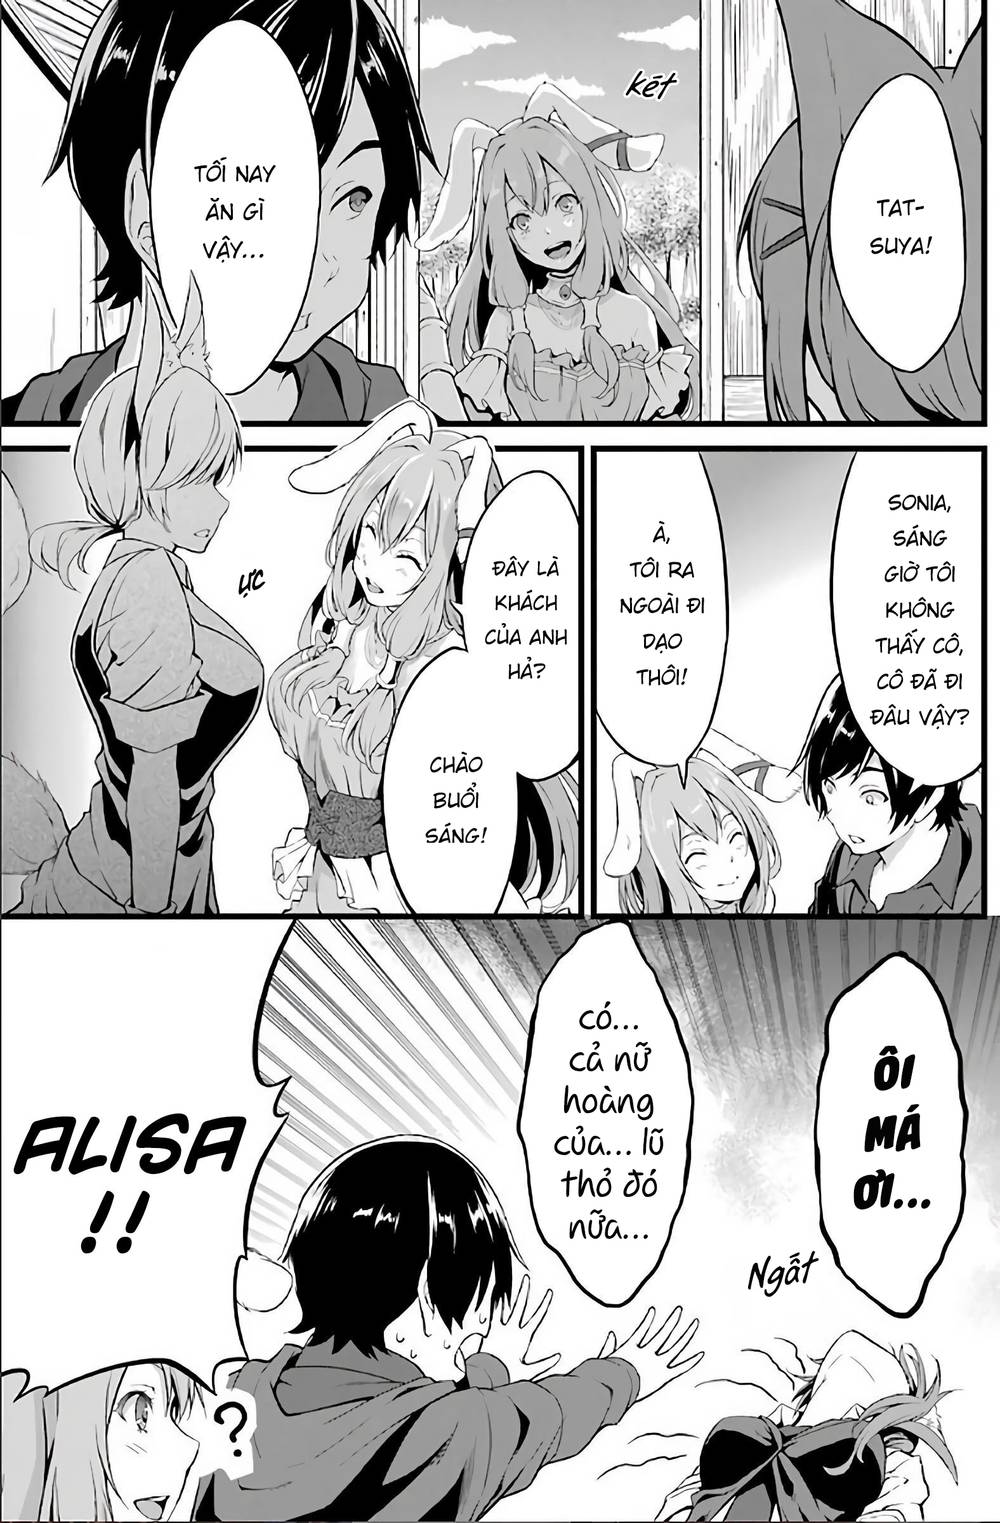 TAT-
SUYA!
két
TỐI NAY
ĂN GÌ
VẬY...
SONIA,
SÁNG
GIỜ TÔI
KHÔNG
THẤY CÔ,
CÔ ĐÃ ĐI
ĐÂU VẬY?
À,
TÔI RA
NGOÀI ĐI
DẠO
THÔI!
ĐÂY LÀ
KHÁCH
CỦA ANH
HẢ?
CHÀO
BUỔI
SÁNG!
ực
ÔI
MÁ
ƠI...
có...
cả nữ
hoàng
của... lũ
thỏ đó
nữa...
Ngất
ALISA
!!
?